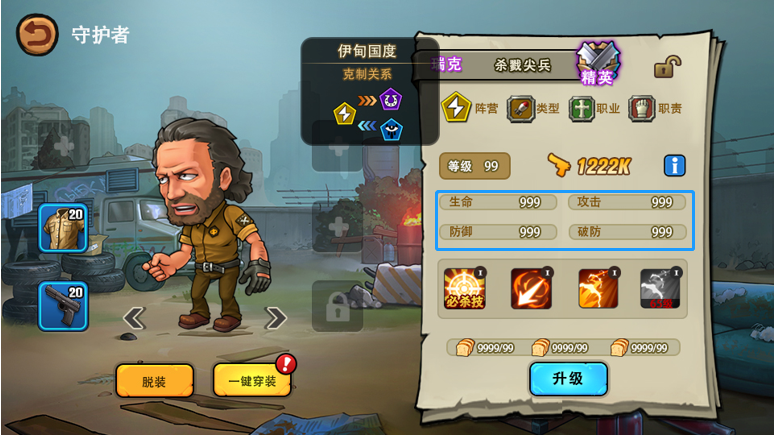 守护者
伊甸国度
克制关系
瑞克
杀戮尖兵
精英
阵营
类型
职业
职责
等级 99
1222K
生命 999
攻击 999
防御 999
破防 999
20
20
必杀技
I
I
I
I
9999/99
9999/99
9999/99
脱装
一键穿装
升级